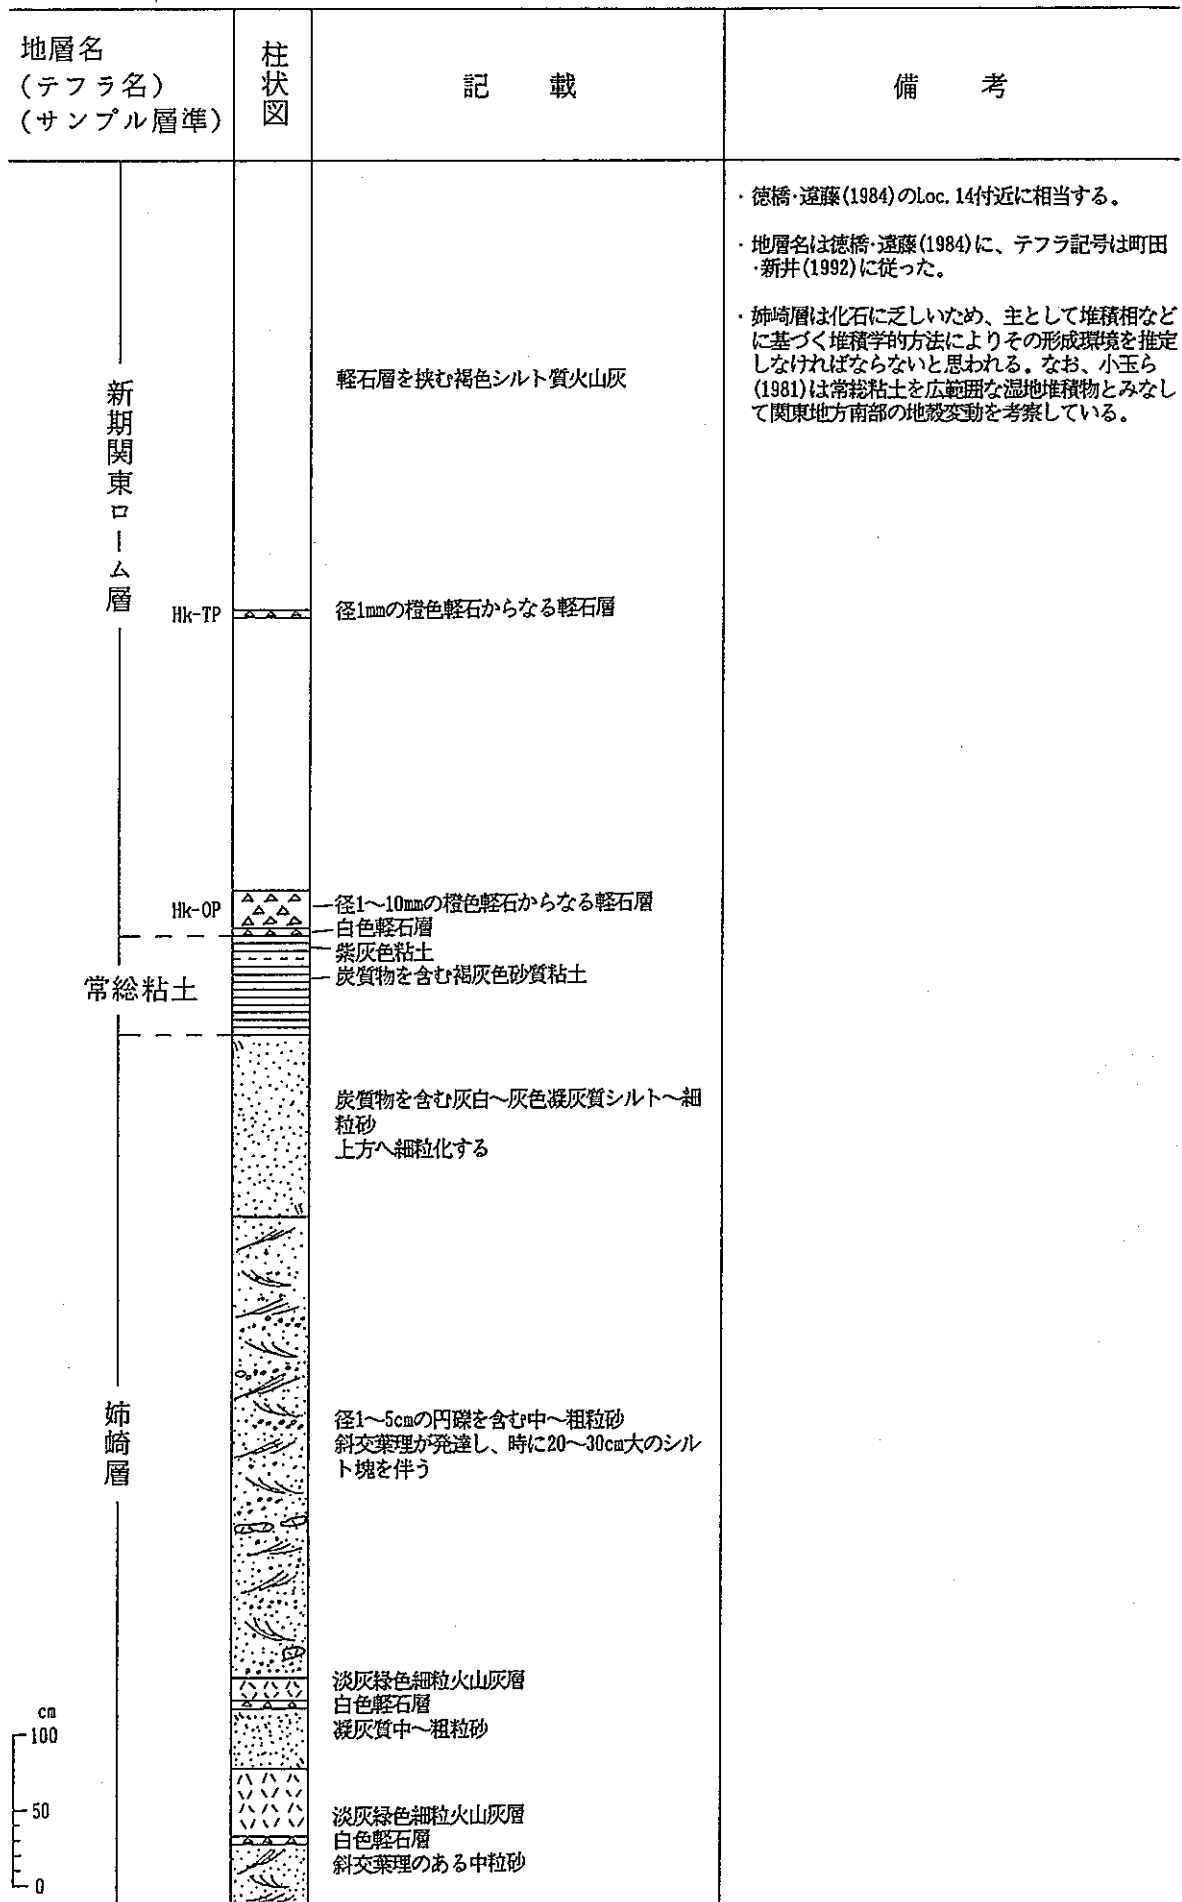 地層名
(テフラ名)
(サンプル層準)
柱状図
記 載
備 考
・徳橋・遠藤(1984)のLoc. 14付近に相当する。
・地層名は徳橋・遠藤(1984)に、テフラ記号は町田
・新井(1992)に従った。
・姉崎層は化石に乏しいため、主として堆積相など
に基づく堆積学的方法によりその形成環境を推定
しなければならないと思われる。なお、小玉ら
(1981)は常総粘土を広範囲な湿地堆積物とみなし
て関東地方南部の地殻変動を考察している。
新期関東ローム層
軽石層を挟む褐色シルト質火山灰
Hk-TP
径1mmの橙色軽石からなる軽石層
Hk-OP
径1～10mmの橙色軽石からなる軽石層
白色軽石層
紫灰色粘土
常総粘土
炭質物を含む褐灰色砂質粘土
炭質物を含む灰白～灰色凝灰質シルト～細
粒砂
上方へ細粒化する
姉崎層
径1～5cmの円礫を含む中～粗粒砂
斜交葉理が発達し、時に20～30cm大のシル
ト塊を伴う
淡灰緑色細粒火山灰層
白色軽石層
凝灰質中～粗粒砂
淡灰緑色細粒火山灰層
白色軽石層
斜交葉理のある中粒砂
cm
100
50
0